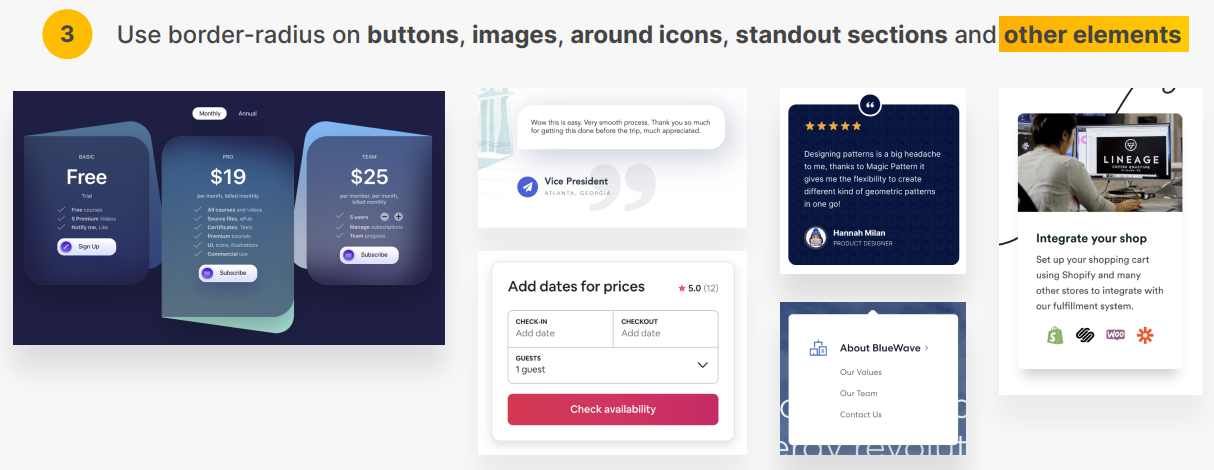 3
Use border-radius on buttons, images, around icons, standout sections and other elements
Monthly
Annual
BASIC
Free
Trial
Free courses
5 Premium Videos
Notify me, Like
Sign Up
PRO
$19
per month, billed monthly
All courses and videos
Source files, ePub
Certificates, Tests
Premium tutorials
UI, icons, illustrations
Commercial use
Subscribe
TEAM
$25
per member, per month,
billed monthly
5 users
Manage subscriptions
Team progress
Subscribe
Wow this is easy. Very smooth process. Thank you so much
for getting this done before the trip, much appreciated.
Vice President
ATLANTA, GEORGIA
Add dates for prices
5.0 (12)
CHECK-IN
Add date
CHECKOUT
Add date
GUESTS
1 guest
Check availability
Designing patterns is a big headache
to me, thanks to Magic Pattern it
gives me the flexibility to create
different kind of geometric patterns
in one go!
Hannah Milan
PRODUCT DESIGNER
About BlueWave
Our Values
Our Team
Contact Us
LINEAGE
COFFEE ROASTING
Integrate your shop
Set up your shopping cart
using Shopify and many
other stores to integrate with
our fulfillment system.
WOO